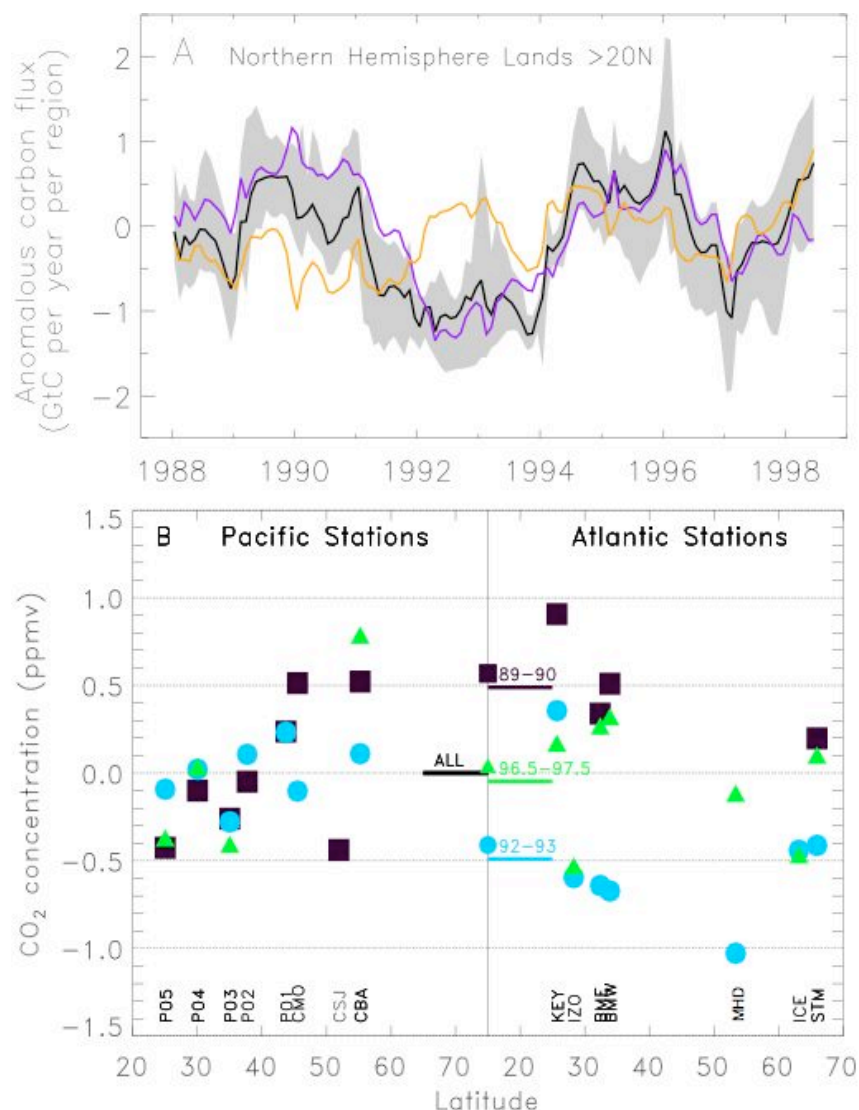 A Northern Hemisphere Lands >20N
Anomalous carbon flux
(GtC per year per region)
2
1
0
−1
−2
1988 1990 1992 1994 1996 1998
B Pacific Stations Atlantic Stations
CO2 concentration (ppmv)
1.5
1.0
0.5
0.0
−0.5
−1.0
−1.5
89−90
ALL
96.5−97.5
92−93
P05 P04 P03 P02 P01 CMO CSJ CBA KEY IZO BME BMW MHD ICE STM
20 30 40 50 60 70 20 30 40 50 60 70
Latitude